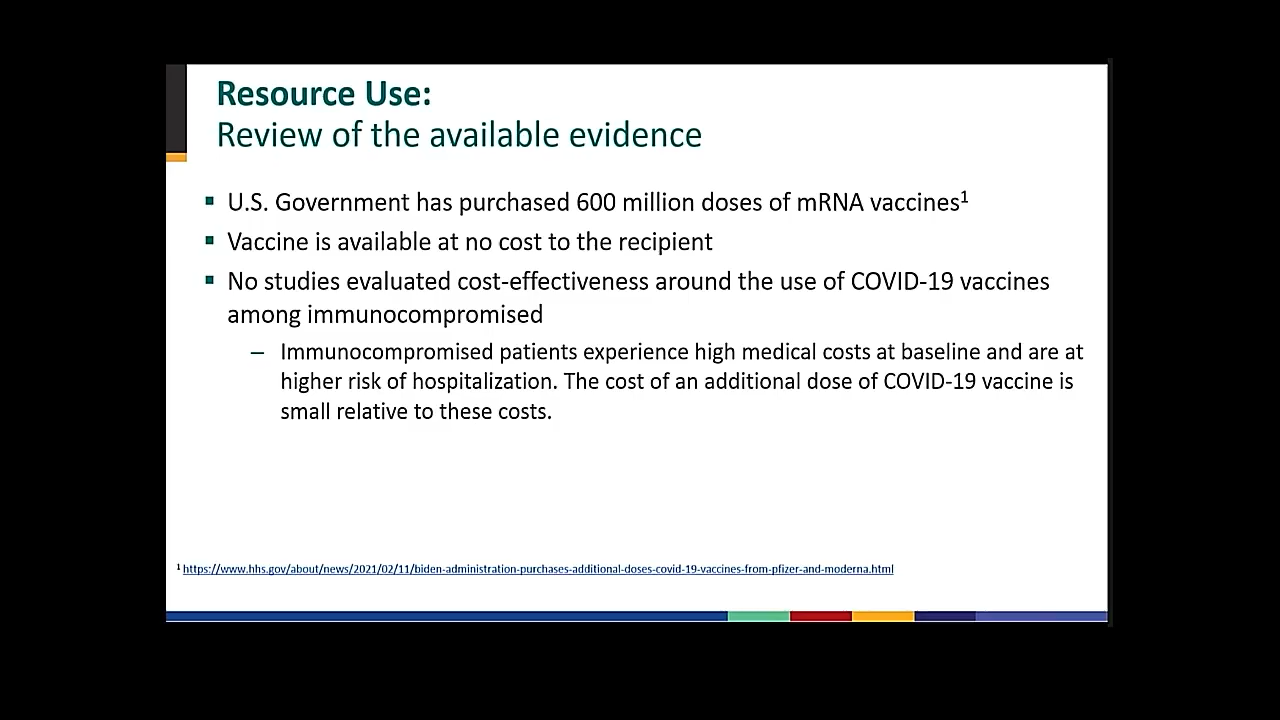 Resource Use:
Review of the available evidence
▪ U.S. Government has purchased 600 million doses of mRNA vaccines¹
▪ Vaccine is available at no cost to the recipient
▪ No studies evaluated cost-effectiveness around the use of COVID-19 vaccines
among immunocompromised
– Immunocompromised patients experience high medical costs at baseline and are at
higher risk of hospitalization. The cost of an additional dose of COVID-19 vaccine is
small relative to these costs.
¹ https://www.hhs.gov/about/news/2021/02/11/biden-administration-purchases-additional-doses-covid-19-vaccines-from-pfizer-and-moderna.html